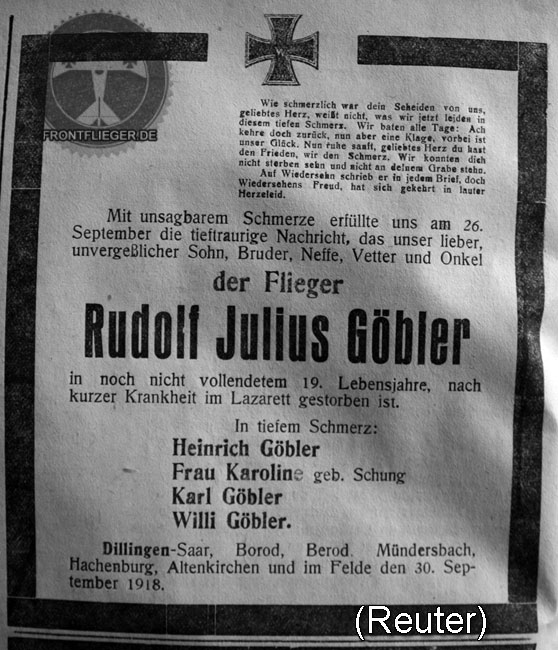 FRONTFLIEGER.DE
Wie schmerzlich war dein Scheiden von uns,
geliebtes Herz, weißt nicht, was wir jetzt leiden in
diesem tiefen Schmerz. Wir baten alle Tage: Ach
kehre doch zurück, nun aber eine Klage, vorbei ist
unser Glück. Nun ruhe sanft, geliebtes Herz du hast
den Frieden, wir den Schmerz. Wir konnten dich
nicht sterben sehn und nicht an deinem Grabe stehn.
Auf Wiedersehn schrieb er in jedem Brief, doch
Wiedersehens Freud, hat sich gekehrt in lauter
Herzeleid.
Mit unsagbarem Schmerze erfüllte uns am 26.
September die tieftraurige Nachricht, das unser lieber,
unvergeßlicher Sohn, Bruder, Neffe, Vetter und Onkel
der Flieger
Rudolf Julius Göbler
in noch nicht vollendetem 19. Lebensjahre, nach
kurzer Krankheit im Lazarett gestorben ist.
In tiefem Schmerz:
Heinrich Göbler
Frau Karoline geb. Schung
Karl Göbler
Willi Göbler.
Dillingen-Saar, Borod, Berod, Mündersbach,
Hachenburg, Altenkirchen und im Felde den 30. Sep-
tember 1918.
(Reuter)